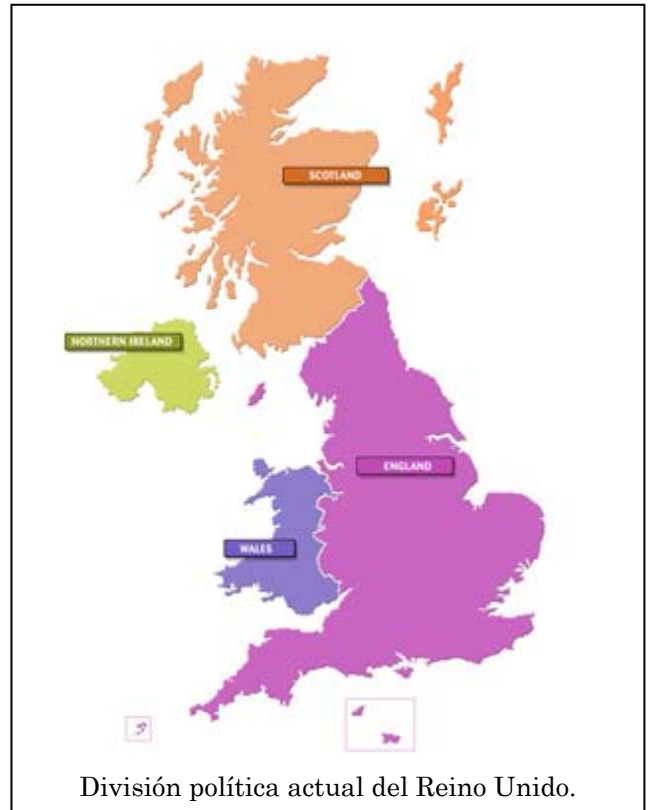 SCOTLAND
NORTHERN IRELAND
ENGLAND
WALES
División política actual del Reino Unido.